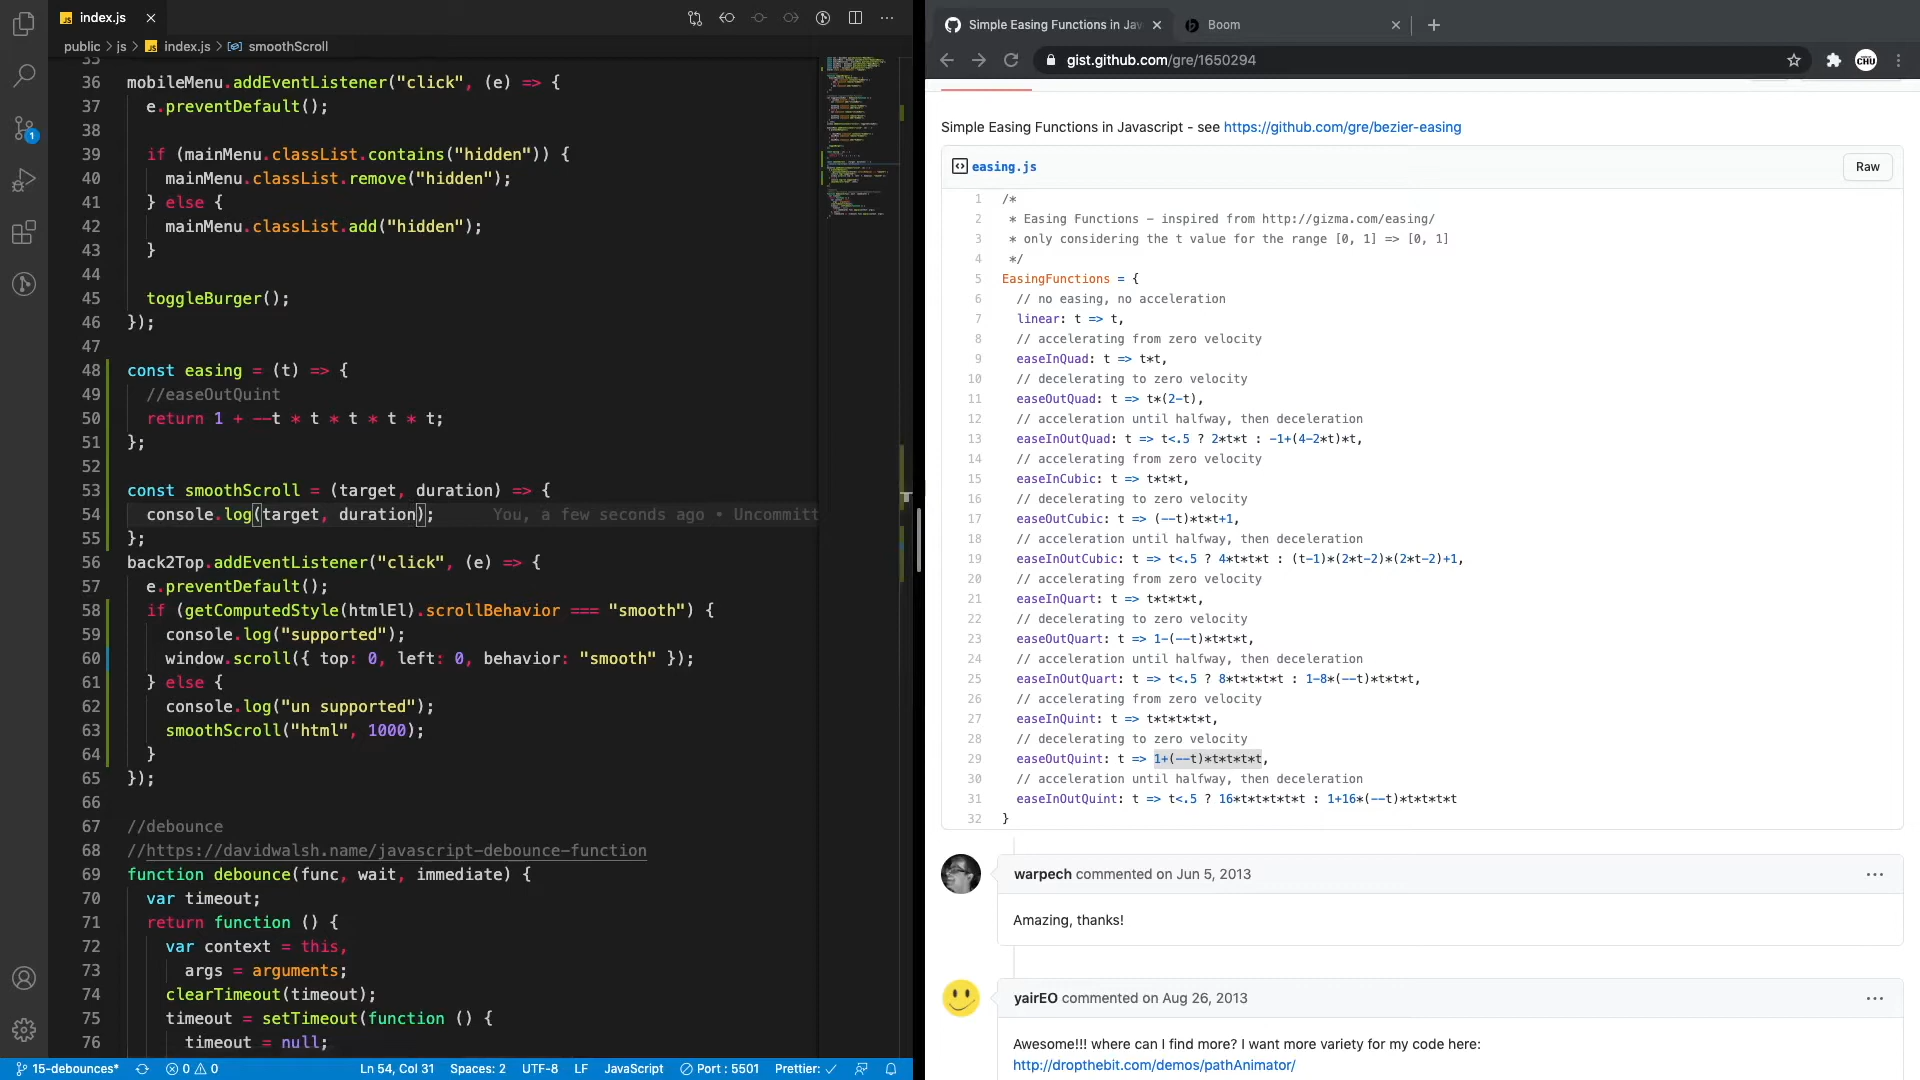 index.js
public > js > index.js > smoothScroll
35
36 mobileMenu.addEventListener("click", (e) => {
37 e.preventDefault();
38
39 if (mainMenu.classList.contains("hidden")) {
40 mainMenu.classList.remove("hidden");
41 } else {
42 mainMenu.classList.add("hidden");
43 }
44
45 toggleBurger();
46 });
47
48 const easing = (t) => {
49 //easeOutQuint
50 return 1 + --t * t * t * t * t;
51 };
52
53 const smoothScroll = (target, duration) => {
54 console.log(target, duration); You, a few seconds ago • Uncommitt
55 };
56 back2Top.addEventListener("click", (e) => {
57 e.preventDefault();
58 if (getComputedStyle(htmlEl).scrollBehavior === "smooth") {
59 console.log("supported");
60 window.scroll({ top: 0, left: 0, behavior: "smooth" });
61 } else {
62 console.log("un supported");
63 smoothScroll("html", 1000);
64 }
65 });
66
67 //debounce
68 //https://davidwalsh.name/javascript-debounce-function
69 function debounce(func, wait, immediate) {
70 var timeout;
71 return function () {
72 var context = this,
73 args = arguments;
74 clearTimeout(timeout);
75 timeout = setTimeout(function () {
76 timeout = null;
1
15-debounces* 0 0 Ln 54, Col 31 Spaces: 2 UTF-8 LF JavaScript Port : 5501 Prettier: ✓
Simple Easing Functions in Jav Boom
gist.github.com/gre/1650294 CHU
Simple Easing Functions in Javascript - see https://github.com/gre/bezier-easing
easing.js Raw
1 /*
2 * Easing Functions - inspired from http://gizma.com/easing/
3 * only considering the t value for the range [0, 1] => [0, 1]
4 */
5 EasingFunctions = {
6 // no easing, no acceleration
7 linear: t => t,
8 // accelerating from zero velocity
9 easeInQuad: t => t*t,
10 // decelerating to zero velocity
11 easeOutQuad: t => t*(2-t),
12 // acceleration until halfway, then deceleration
13 easeInOutQuad: t => t<.5 ? 2*t*t : -1+(4-2*t)*t,
14 // accelerating from zero velocity
15 easeInCubic: t => t*t*t,
16 // decelerating to zero velocity
17 easeOutCubic: t => (--t)*t*t+1,
18 // acceleration until halfway, then deceleration
19 easeInOutCubic: t => t<.5 ? 4*t*t*t : (t-1)*(2*t-2)*(2*t-2)+1,
20 // accelerating from zero velocity
21 easeInQuart: t => t*t*t*t,
22 // decelerating to zero velocity
23 easeOutQuart: t => 1-(--t)*t*t*t,
24 // acceleration until halfway, then deceleration
25 easeInOutQuart: t => t<.5 ? 8*t*t*t*t : 1-8*(--t)*t*t*t,
26 // accelerating from zero velocity
27 easeInQuint: t => t*t*t*t*t,
28 // decelerating to zero velocity
29 easeOutQuint: t => 1+(--t)*t*t*t*t,
30 // acceleration until halfway, then deceleration
31 easeInOutQuint: t => t<.5 ? 16*t*t*t*t*t : 1+16*(--t)*t*t*t*t
32 }
warpech commented on Jun 5, 2013
Amazing, thanks!
yairEO commented on Aug 26, 2013
Awesome!!! where can I find more? I want more variety for my code here:
http://dropthebit.com/demos/pathAnimator/